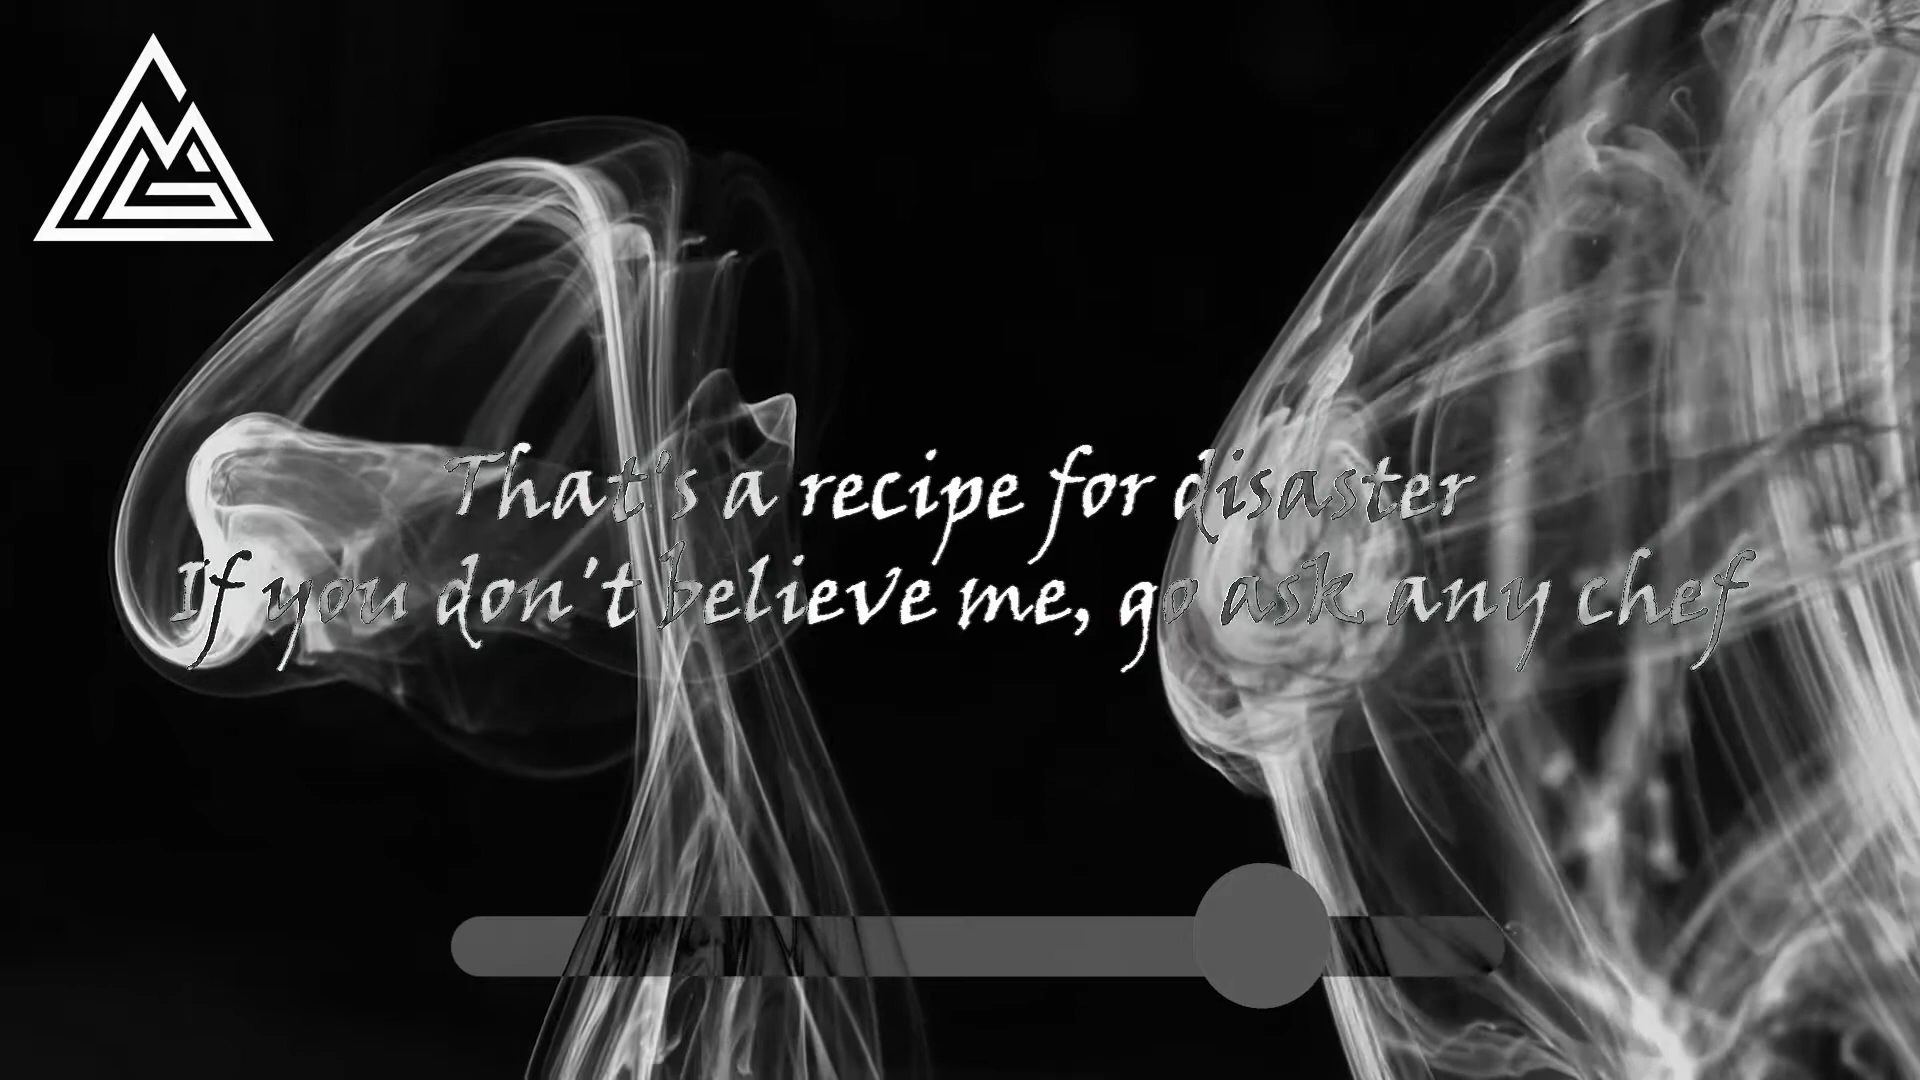 That's a recipe for disaster
If you don't believe me, go ask any chef